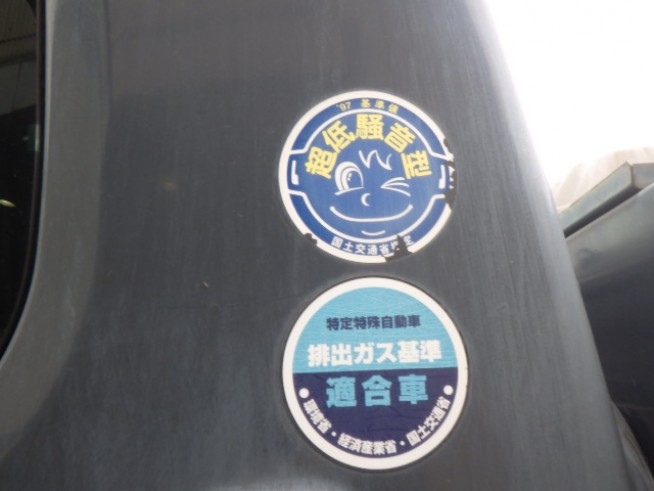 '97 基準値
超低騒音型
国土交通省
特定特殊自動車
排出ガス基準
適合車
環境省・経済産業省・国土交通省